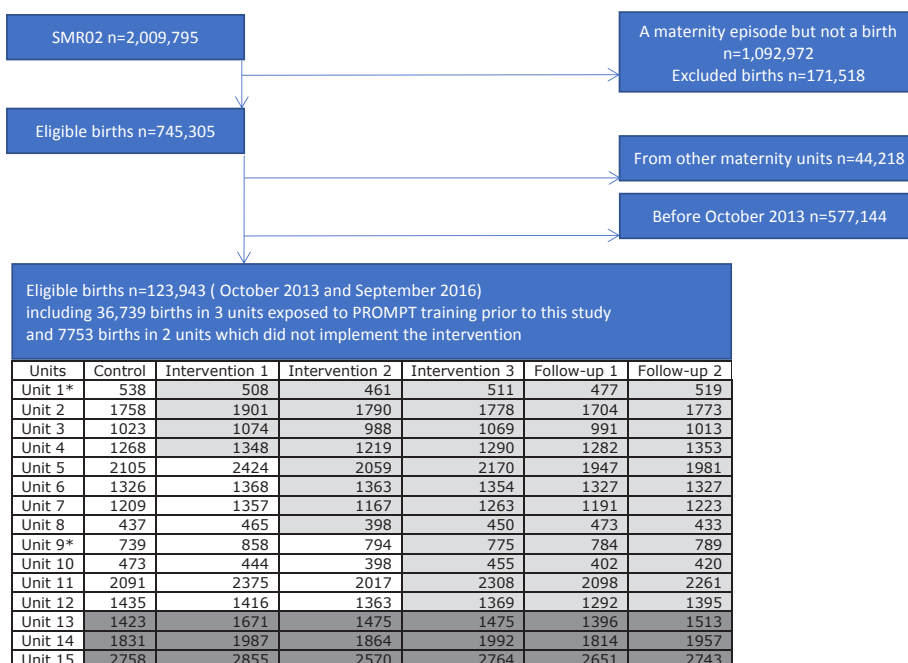 SMR02 n=2,009,795
A maternity episode but not a birth
n=1,092,972
Excluded births n=171,518
Eligible births n=745,305
From other maternity units n=44,218
Before October 2013 n=577,144
Eligible births n=123,943 ( October 2013 and September 2016)
including 36,739 births in 3 units exposed to PROMPT training prior to this study
and 7753 births in 2 units which did not implement the intervention
Units Control Intervention 1 Intervention 2 Intervention 3 Follow-up 1 Follow-up 2
Unit 1* 538 508 461 511 477 519
Unit 2 1758 1901 1790 1778 1704 1773
Unit 3 1023 1074 988 1069 991 1013
Unit 4 1268 1348 1219 1290 1282 1353
Unit 5 2105 2424 2059 2170 1947 1981
Unit 6 1326 1368 1363 1354 1327 1327
Unit 7 1209 1357 1167 1263 1191 1223
Unit 8 437 465 398 450 473 433
Unit 9* 739 858 794 775 784 789
Unit 10 473 444 398 455 402 420
Unit 11 2091 2375 2017 2308 2098 2261
Unit 12 1435 1416 1363 1369 1292 1395
Unit 13 1423 1671 1475 1475 1396 1513
Unit 14 1831 1987 1864 1992 1814 1957
Unit 15 2758 2855 2570 2764 2651 2743